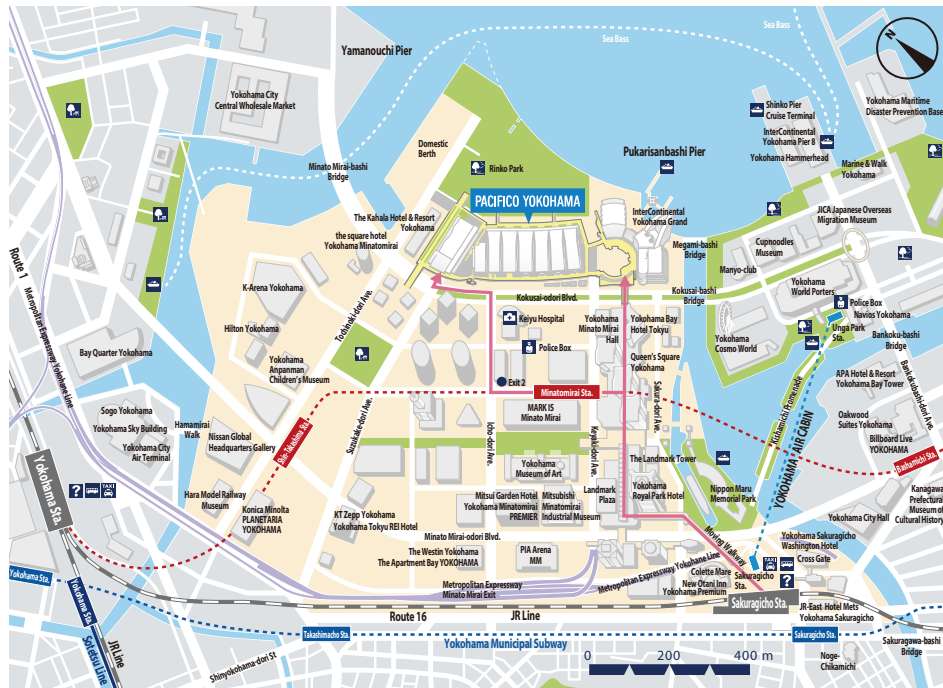 Sea Bass
Sea Bass
N
Yamanouchi Pier
Yokohama City
Central Wholesale Market
Shinko Pier
Cruise Terminal
InterContinental
Yokohama Pier 8
Yokohama Hammerhead
Yokohama Maritime
Disaster Prevention Base
Domestic
Berth
Minato Mirai-bashi
Bridge
Rinko Park
Pukarisanbashi Pier
Marine & Walk
Yokohama
PACIFICO YOKOHAMA
The Kahala Hotel & Resort
Yokohama
the square hotel
Yokohama Minatomirai
InterContinental
Yokohama Grand
JICA Japanese Overseas
Migration Museum
Cupnoodles
Museum
Megami-bashi
Bridge
Manyo-club
Route 1
Metropolitan Expressway Yokohane Line
K-Arena Yokohama
Tochinoki-dori Ave.
Kokusai-odori Blvd.
Kokusai-bashi
Bridge
Yokohama
World Porters
Police Box
Navios Yokohama
Unga Park
Sta.
Bankoku-bashi
Bridge
Hilton Yokohama
Keiyu Hospital
Yokohama
Minato Mirai
Hall
Yokohama Bay
Hotel Tokyu
Yokohama
Cosmo World
Bay Quarter Yokohama
Yokohama
Anpanman
Children's Museum
Police Box
Queen's Square
Yokohama
APA Hotel & Resort
Yokohama Bay Tower
Bankokubashi-dori Ave.
Exit 2
Minatomirai Sta.
Sakura-dori Ave.
Kishamichi Promenade
YOKOHAMA AIR CABIN
Oakwood
Suites Yokohama
Sogo Yokohama
Yokohama Sky Building
Yokohama City
Air Terminal
Hamamirai
Walk
Nissan Global
Headquarters Gallery
Shin-Takashima Sta.
Suzukake-dori Ave.
MARK IS
Minato Mirai
Icho-dori Ave.
Keyaki-dori Ave.
Billboard Live
YOKOHAMA
Bashamichi Sta.
The Landmark Tower
Yokohama
Museum of Art
Yokohama Sta.
?
TAXI
Hara Model Railway
Museum
Konica Minolta
PLANETARIA
YOKOHAMA
KT Zepp Yokohama
Yokohama Tokyu REI Hotel
Mitsui Garden Hotel
Yokohama Minatomirai
PREMIER
Mitsubishi
Minatomirai
Industrial Museum
Landmark
Plaza
Yokohama
Royal Park Hotel
Nippon Maru
Memorial Park
Kanagawa
Prefectural
Museum of
Cultural History
Yokohama City Hall
Minato Mirai-odori Blvd.
Moving Walkway
Yokohama Sakuragicho
Washington Hotel
Cross Gate
The Westin Yokohama
The Apartment Bay YOKOHAMA
PIA Arena
MM
Metropolitan Expressway
Minato Mirai Exit
Metropolitan Expressway Yokohane Line
Colette Mare
New Otani Inn
Yokohama Premium
Sakuragicho
Sta.
TAXI
?
Yokohama Sta.
Yokohama Sta.
Sakuragicho Sta.
JR-East Hotel Mets
Yokohama Sakuragicho
Route 16
JR Line
Takashimacho Sta.
Yokohama Municipal Subway
Sakuragicho Sta.
Sakuragawa-bashi
Bridge
Sotetsu Line
JR Line
Shinyokohama-dori St
Noge-
Chikamichi
0 200 400 m